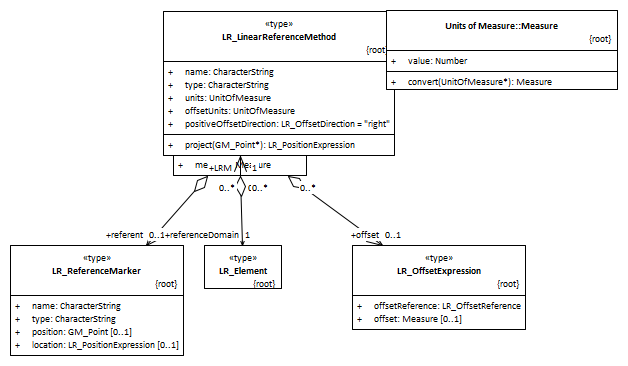 «type»
LR_LinearReferenceMethod
{root}
+ name: CharacterString
+ type: CharacterString
+ units: UnitOfMeasure
+ offsetUnits: UnitOfMeasure
+ positiveOffsetDirection: LR_OffsetDirection = "right"
+ project(GM_Point*): LR_PositionExpression
Units of Measure::Measure
{root}
+ value: Number
+ convert(UnitOfMeasure*): Measure
+LRM 1
0..* 0..* 0..*
+referent 0..1 +referenceDomain 1 +offset 0..1
«type»
LR_ReferenceMarker
{root}
+ name: CharacterString
+ type: CharacterString
+ position: GM_Point [0..1]
+ location: LR_PositionExpression [0..1]
«type»
LR_Element
{root}
«type»
LR_OffsetExpression
{root}
+ offsetReference: LR_OffsetReference
+ offset: Measure [0..1]